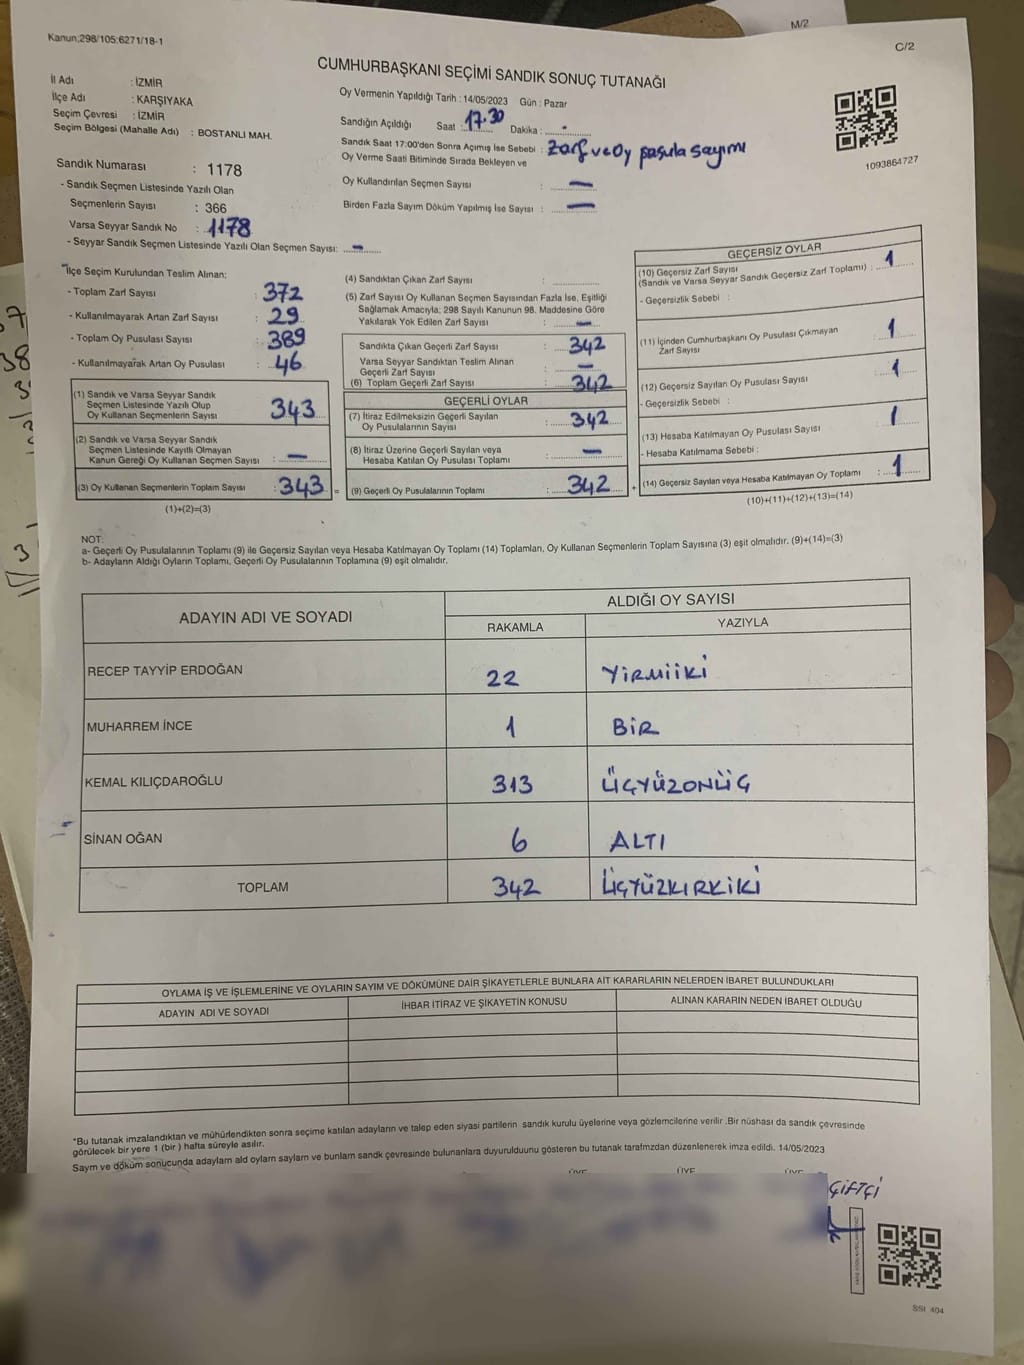 M/2
Kanun;298/105;6271/18-1
C/2
CUMHURBAŞKANI SEÇİMİ SANDIK SONUÇ TUTANAĞI
İl Adı : İZMİR
İlçe Adı : KARŞIYAKA
Seçim Çevresi : İZMİR
Seçim Bölgesi (Mahalle Adı) : BOSTANLI MAH.
Oy Vermenin Yapıldığı Tarih : 14/05/2023 Gün : Pazar
Sandığın Açıldığı Saat : 17.30 Dakika :
Sandık Saat 17:00'den Sonra Açımış İse Sebebi : Zarf ve Oy pusula sayımı
Oy Verme Saati Bitiminde Sırada Bekleyen ve
Oy Kullandırılan Seçmen Sayısı : —
Birden Fazla Sayım Döküm Yapılmış İse Sayısı : —
1093864727
Sandık Numarası : 1178
- Sandık Seçmen Listesinde Yazılı Olan
Seçmenlerin Sayısı : 366
Varsa Seyyar Sandık No : 1178
- Seyyar Sandık Seçmen Listesinde Yazılı Olan Seçmen Sayısı: —
İlçe Seçim Kurulundan Teslim Alınan;
- Toplam Zarf Sayısı : 372
- Kullanılmayarak Artan Zarf Sayısı : 29
- Toplam Oy Pusulası Sayısı : 389
- Kullanılmayarak Artan Oy Pusulası : 46
(1) Sandık ve Varsa Seyyar Sandık
Seçmen Listesinde Yazılı Olup
Oy Kullanan Seçmenlerin Sayısı : 343
(2) Sandık ve Varsa Seyyar Sandık
Seçmen Listesinde Kayıtlı Olmayan
Kanun Gereği Oy Kullanan Seçmen Sayısı : —
(3) Oy Kullanan Seçmenlerin Toplam Sayısı : 343 =
(1)+(2)=(3)
(4) Sandıktan Çıkan Zarf Sayısı :
(5) Zarf Sayısı Oy Kullanan Seçmen Sayısından Fazla İse, Eşitliği
Sağlamak Amacıyla; 298 Sayılı Kanunun 98. Maddesine Göre
Yakılarak Yok Edilen Zarf Sayısı : —
Sandıkta Çıkan Geçerli Zarf Sayısı : 342
Varsa Seyyar Sandıktan Teslim Alınan
Geçerli Zarf Sayısı : —
(6) Toplam Geçerli Zarf Sayısı : 342
GEÇERLİ OYLAR
(7) İtiraz Edilmeksizin Geçerli Sayılan
Oy Pusulalarının Sayısı : 342
(8) İtiraz Üzerine Geçerli Sayılan veya
Hesaba Katılan Oy Pusulası Toplamı : —
(9) Geçerli Oy Pusulalarının Toplamı : 342 +
GEÇERSİZ OYLAR
(10) Geçersiz Zarf Sayısı
(Sandık ve Varsa Seyyar Sandık Geçersiz Zarf Toplamı) : 1
- Geçersizlik Sebebi :
(11) İçinden Cumhurbaşkanı Oy Pusulası Çıkmayan
Zarf Sayısı : 1
(12) Geçersiz Sayılan Oy Pusulası Sayısı : 1
- Geçersizlik Sebebi :
(13) Hesaba Katılmayan Oy Pusulası Sayısı : 1
- Hesaba Katılmama Sebebi :
(14) Geçersiz Sayılan veya Hesaba Katılmayan Oy Toplamı : 1
(10)+(11)+(12)+(13)=(14)
NOT:
a- Geçerli Oy Pusulalarının Toplamı (9) ile Geçersiz Sayılan veya Hesaba Katılmayan Oy Toplamı (14) Toplamları, Oy Kullanan Seçmenlerin Toplam Sayısına (3) eşit olmalıdır. (9)+(14)=(3)
b- Adayların Aldığı Oyların Toplamı, Geçerli Oy Pusulalarının Toplamına (9) eşit olmalıdır.
ADAYIN ADI VE SOYADI ALDIĞI OY SAYISI
RAKAMLA YAZIYLA
RECEP TAYYİP ERDOĞAN 22 YİRMİİKİ
MUHARREM İNCE 1 BİR
KEMAL KILIÇDAROĞLU 313 ÜÇYÜZONÜÇ
SİNAN OĞAN 6 ALTI
TOPLAM 342 ÜÇYÜZKIRKİKİ
OYLAMA İŞ VE İŞLEMLERİNE VE OYLARIN SAYIM VE DÖKÜMÜNE DAİR ŞİKAYETLERLE BUNLARA AİT KARARLARIN NELERDEN İBARET BULUNDUKLARI
ADAYIN ADI VE SOYADI İHBAR İTİRAZ VE ŞİKAYETİN KONUSU ALINAN KARARIN NEDEN İBARET OLDUĞU
*Bu tutanak imzalandıktan ve mühürlendikten sonra seçime katılan adayların ve talep eden siyasi partilerin sandık kurulu üyelerine veya gözlemcilerine verilir .Bir nüshası da sandık çevresinde
görülecek bir yere 1 (bir ) hafta süreyle asılır.
Sayım ve döküm sonucunda adayların ald oyların sayları ve bunların sandk çevresinde bulunanlara duyurulduunu gösteren bu tutanak tarafmzdan düzenlenerek imza edildi. 14/05/2023
ÜYE ÜYE ÜYE
ÇİFTÇİ
SSI 404